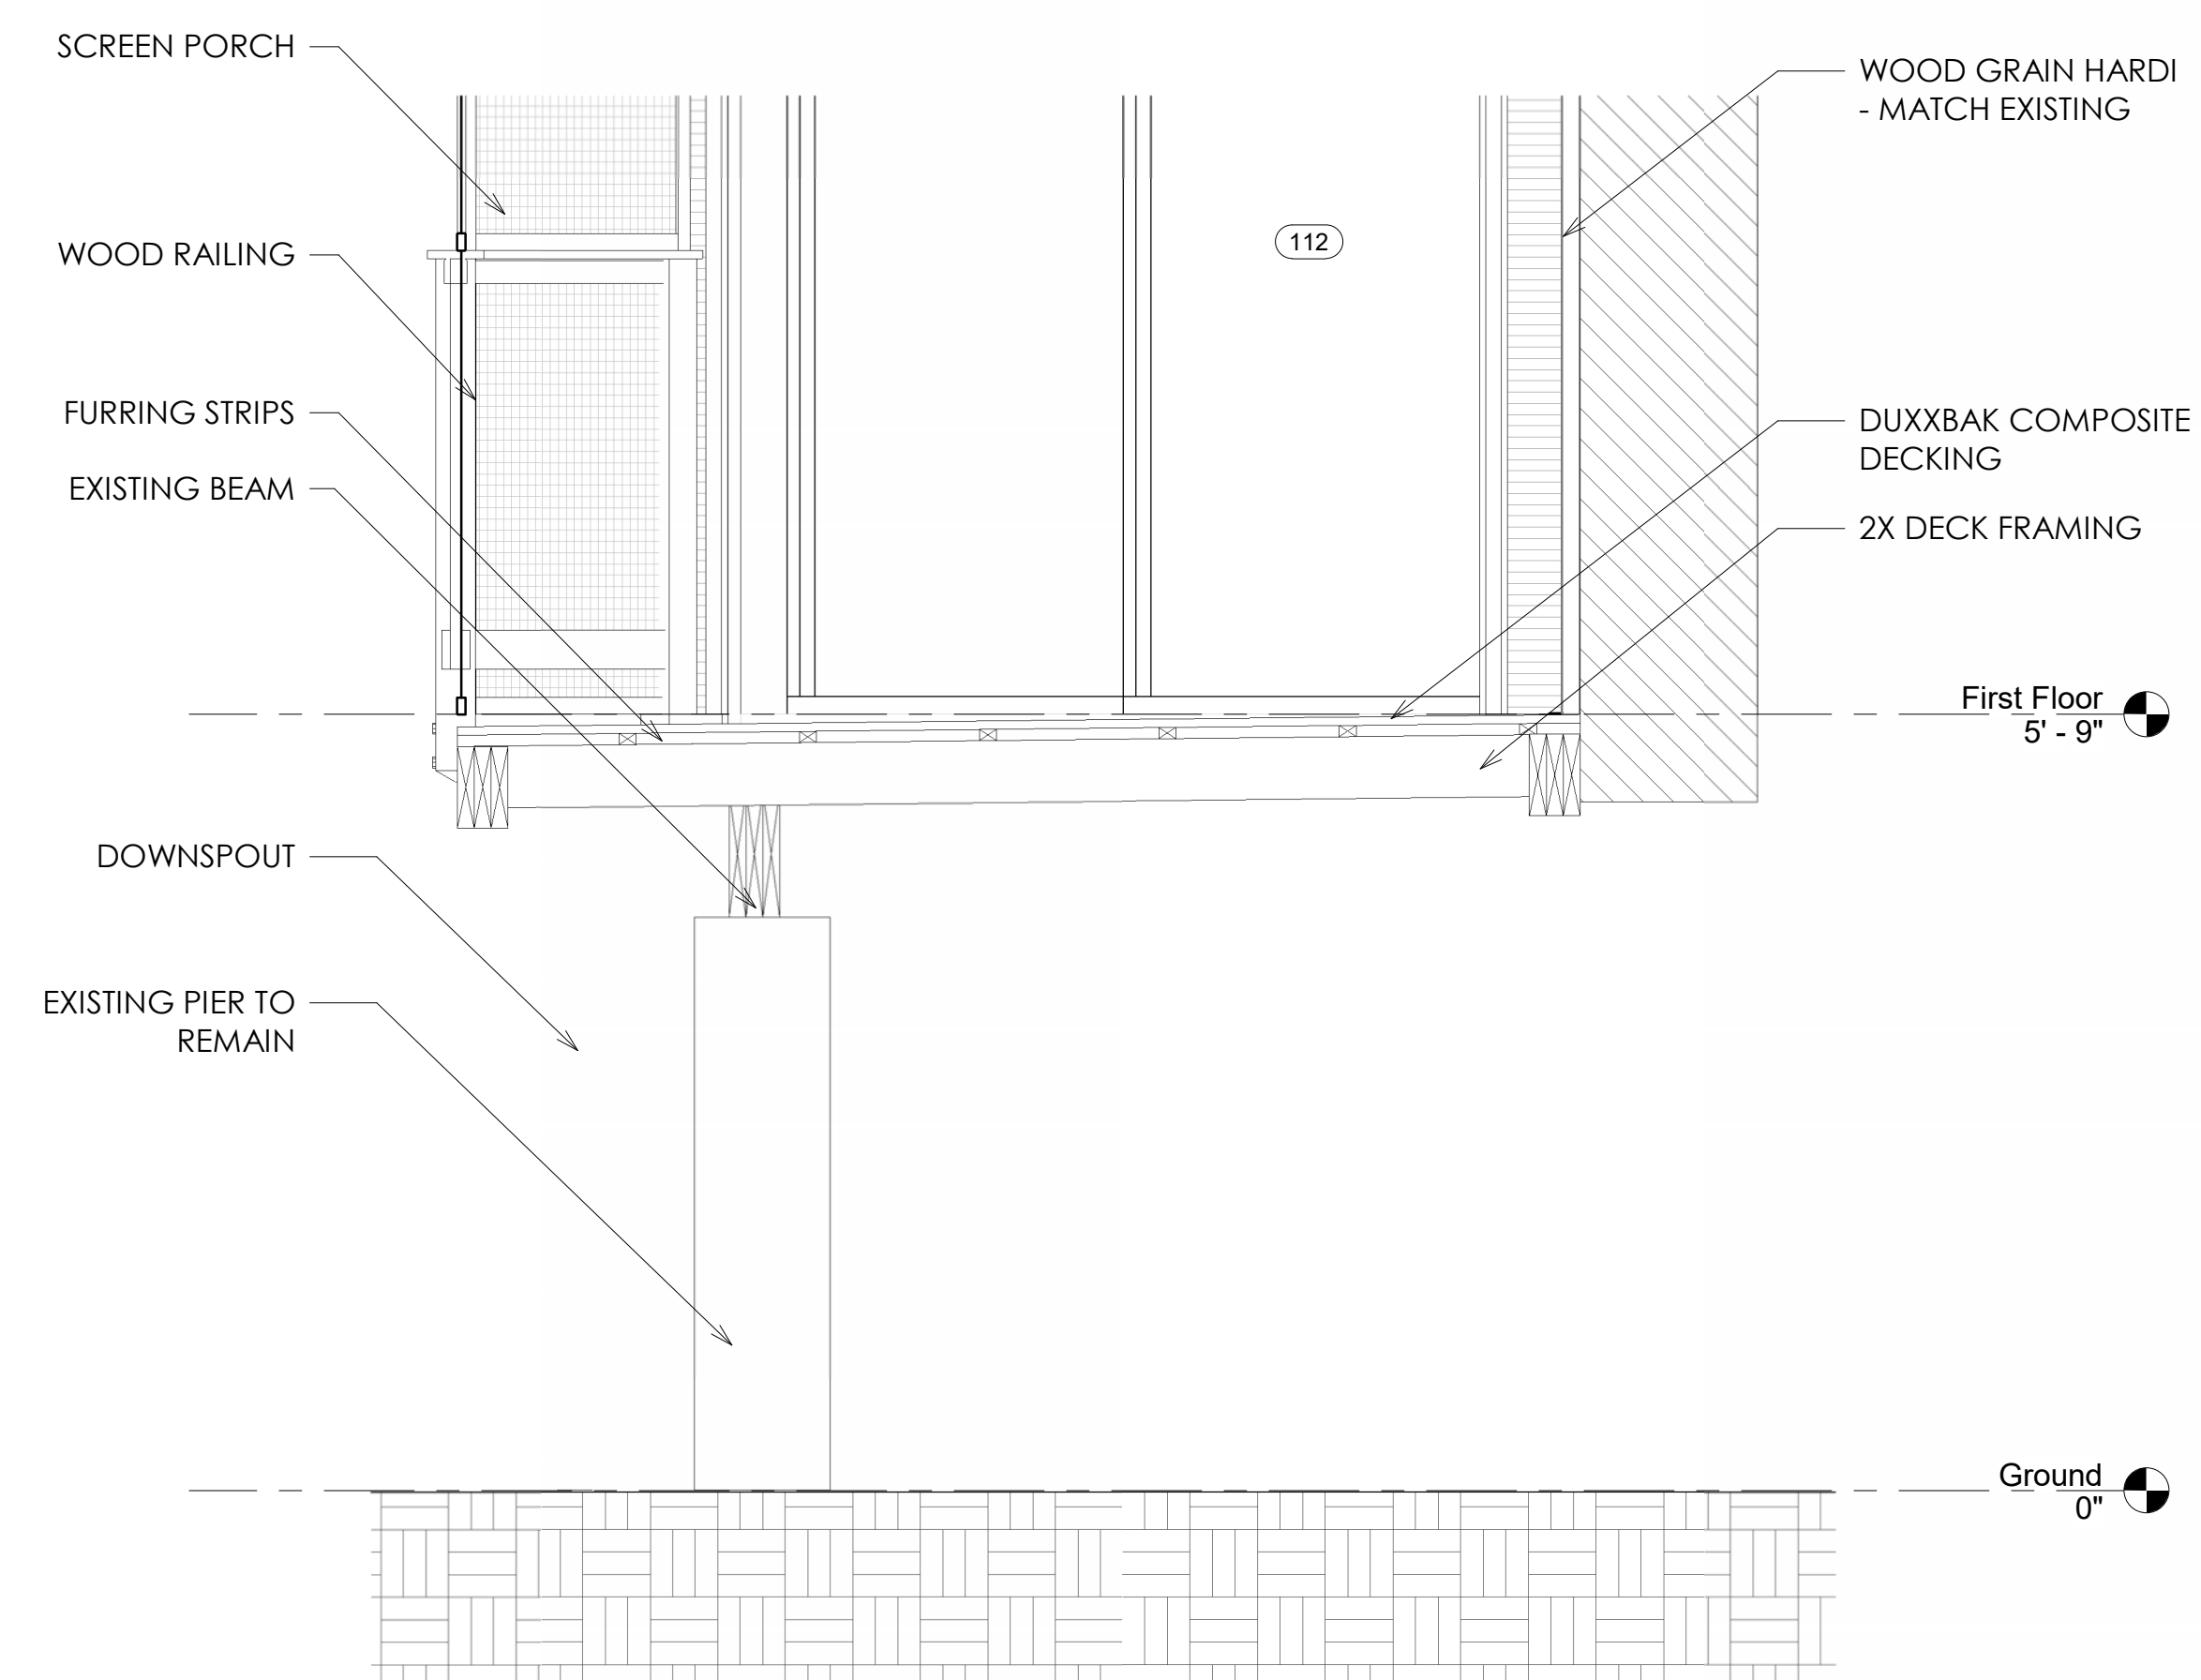 SCREEN PORCH
WOOD RAILING
FURRING STRIPS
EXISTING BEAM
DOWNSPOUT
EXISTING PIER TO
REMAIN
112
WOOD GRAIN HARDI
- MATCH EXISTING
DUXXBAK COMPOSITE
DECKING
2X DECK FRAMING
First Floor
5' - 9"
Ground
0"